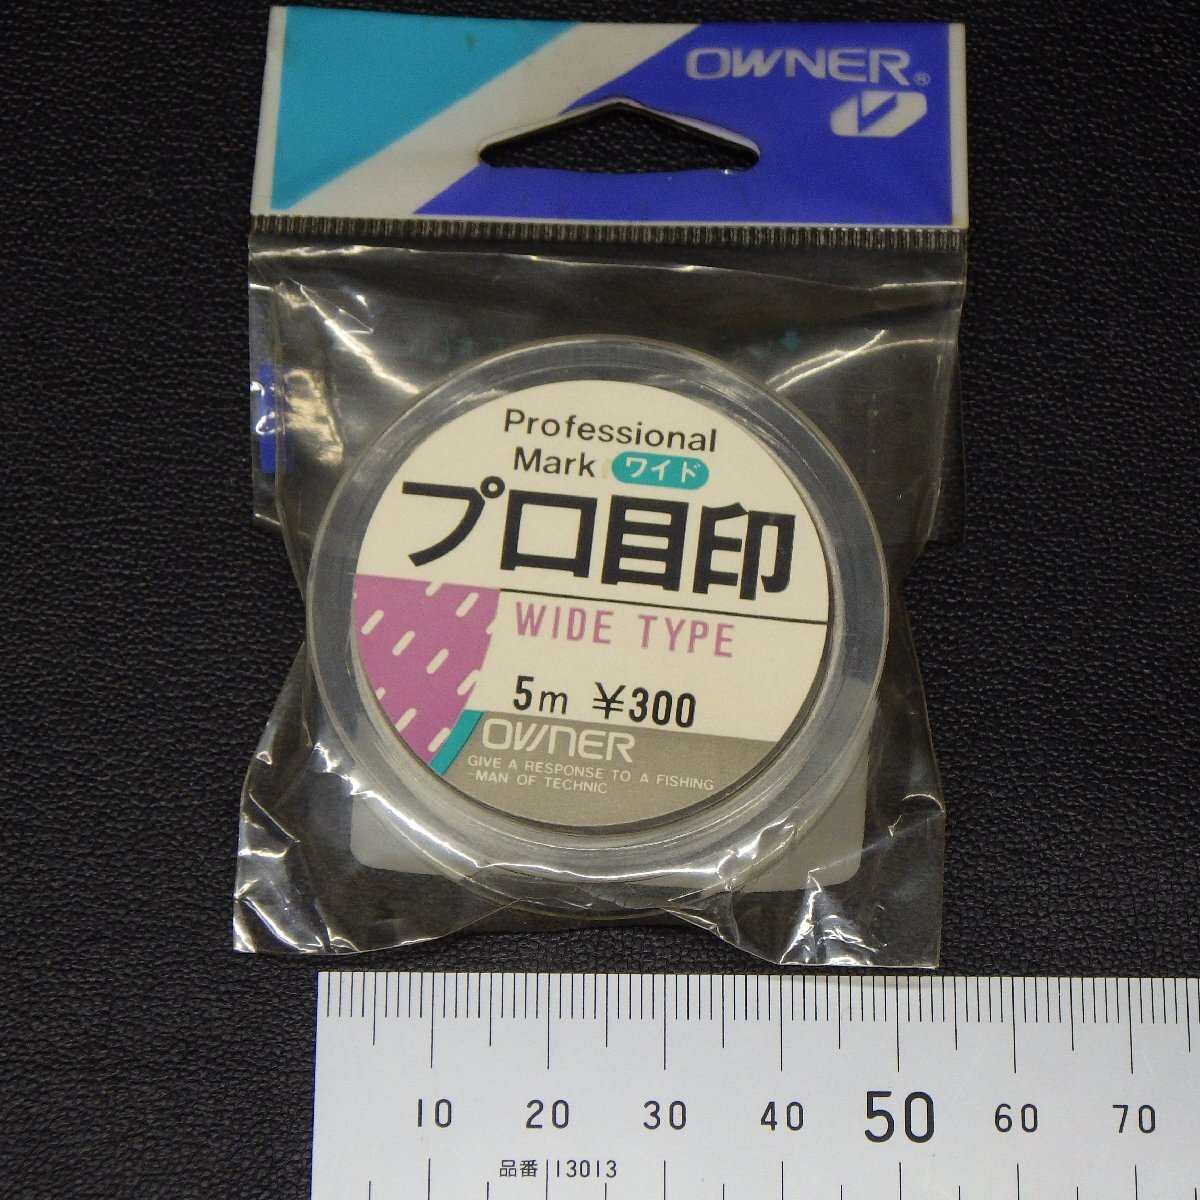 OWNER®
Professional
Mark ワイド
プロ目印
WIDE TYPE
5m ¥300
OWNER
GIVE A RESPONSE TO A FISHING
-MAN OF TECHNIC
10 20 30 40 50 60 70
品番 13013